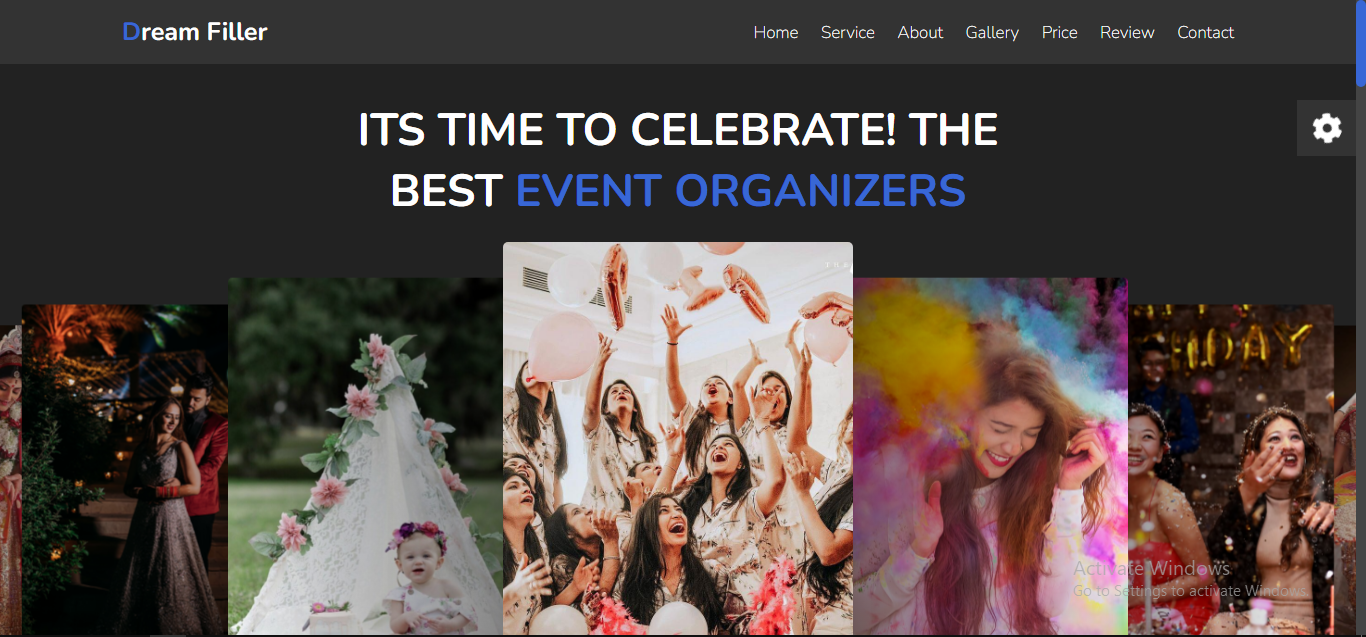 Dream Filler
Home Service About Gallery Price Review Contact
ITS TIME TO CELEBRATE! THE
BEST EVENT ORGANIZERS
HDAY
Activate Windows
Go to Settings to activate Windows.